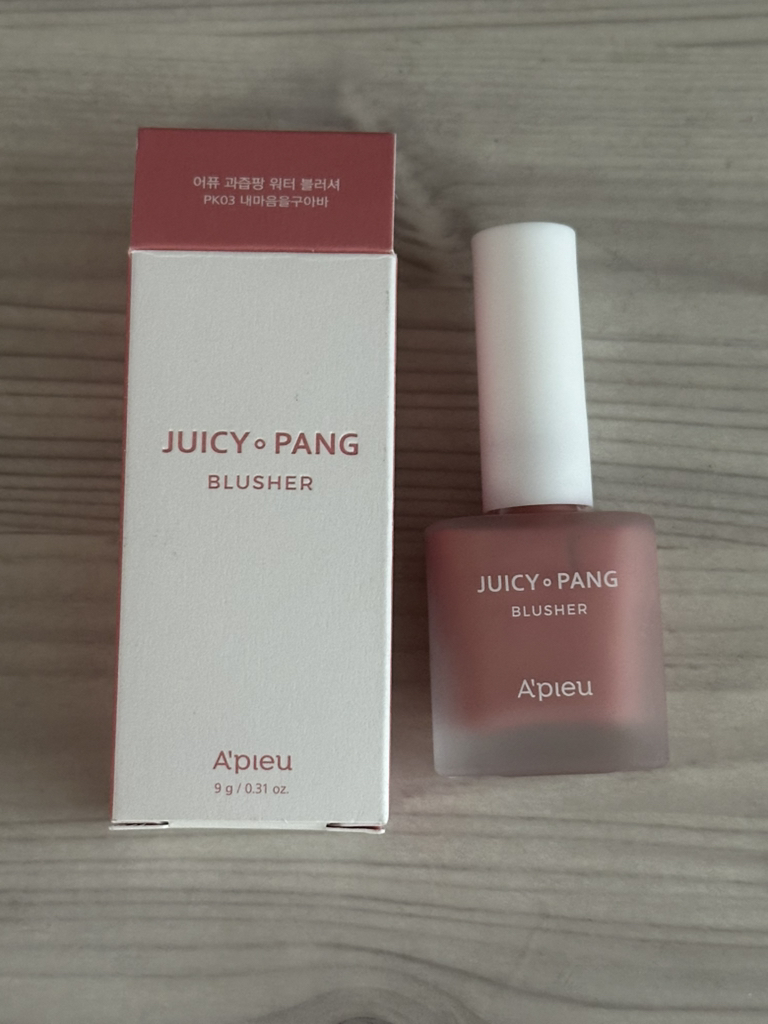 어퓨 과즙팡 워터 블러셔
PK03 내마음을구아바
JUICY∘PANG
BLUSHER
A'pieu
9 g / 0.31 oz.
JUICY∘PANG
BLUSHER
A'pieu